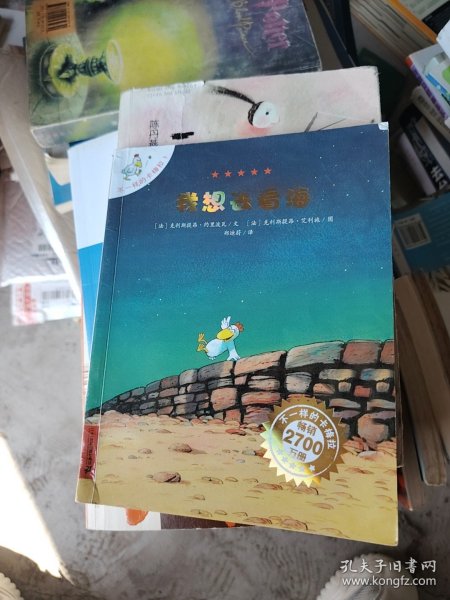 不一样的卡梅拉
我想去看海
[法]克利斯提昂·约里波瓦/文 [法]克利斯提昂·艾利施/图
郑迪蔚/译
不一样的卡梅拉
畅销
2700
万册
孔夫子旧书网
www.kongfz.com